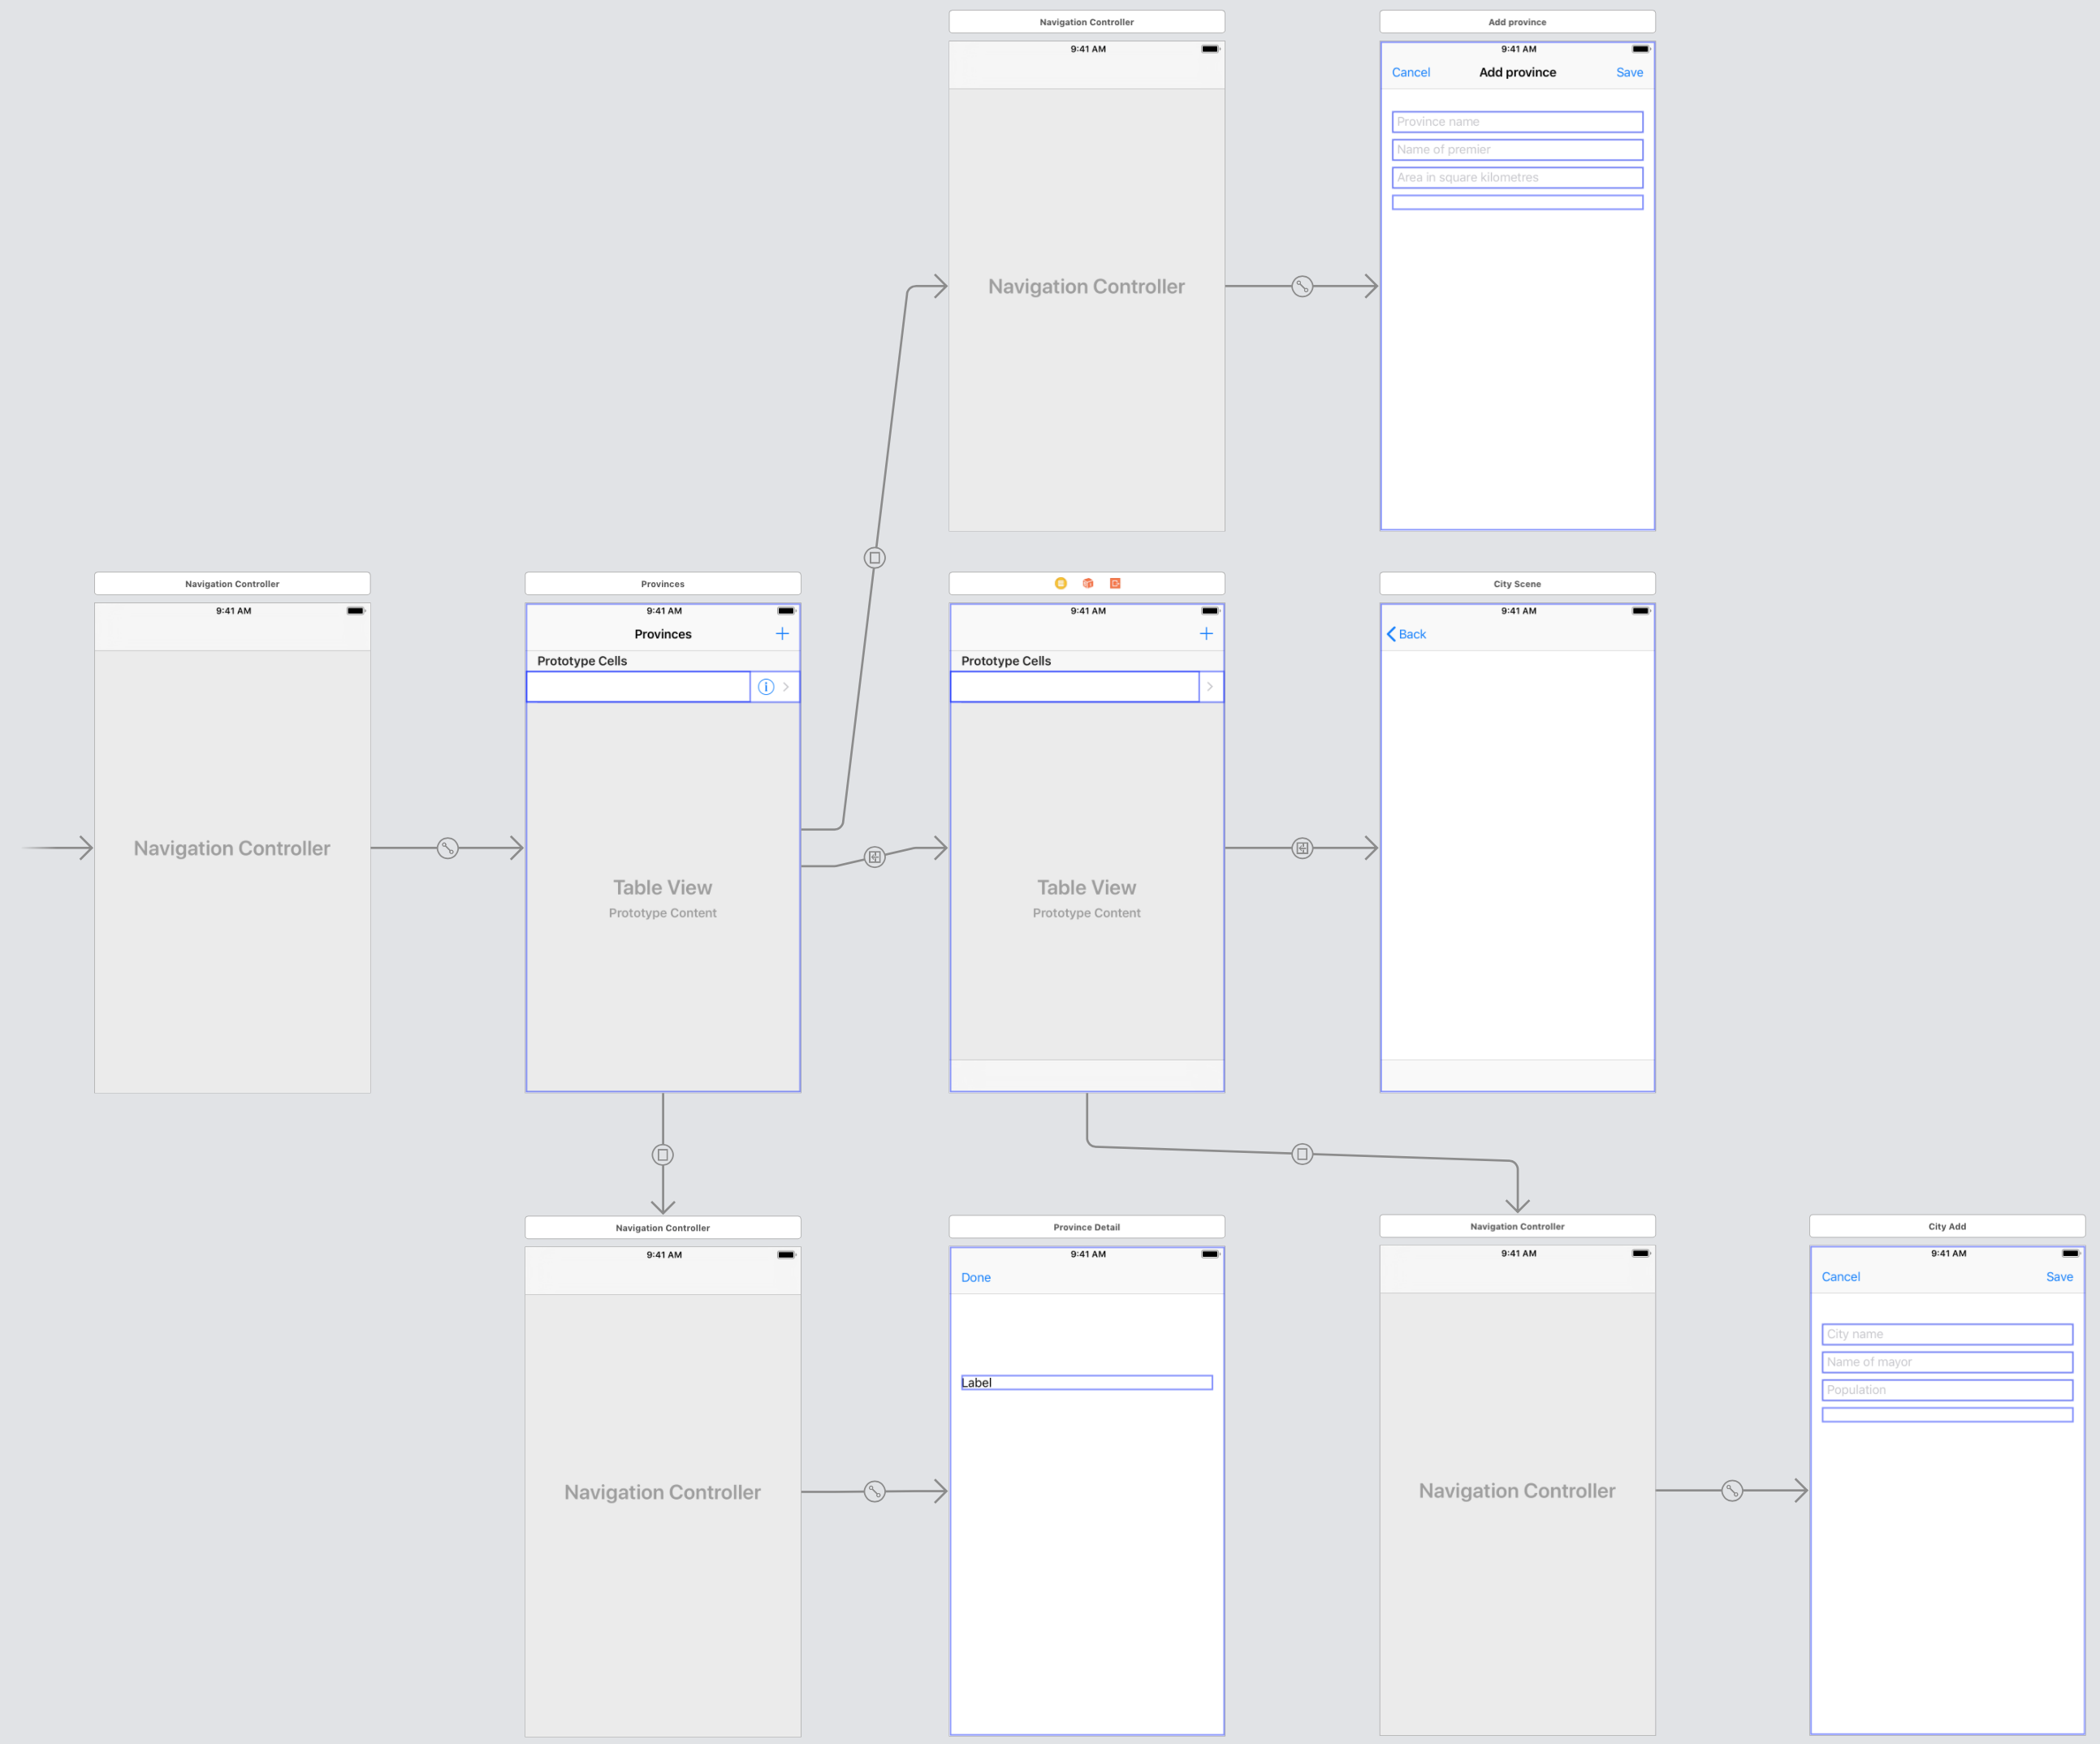 Navigation Controller
9:41 AM
Navigation Controller
Add province
9:41 AM
Cancel
Add province
Save
Province name
Name of premier
Area in square kilometres
Navigation Controller
9:41 AM
Navigation Controller
Provinces
9:41 AM
Provinces
Prototype Cells
Table View
Prototype Content
9:41 AM
Prototype Cells
Table View
Prototype Content
City Scene
9:41 AM
Back
Navigation Controller
9:41 AM
Navigation Controller
Province Detail
9:41 AM
Done
Label
Navigation Controller
9:41 AM
Navigation Controller
City Add
9:41 AM
Cancel
Save
City name
Name of mayor
Population